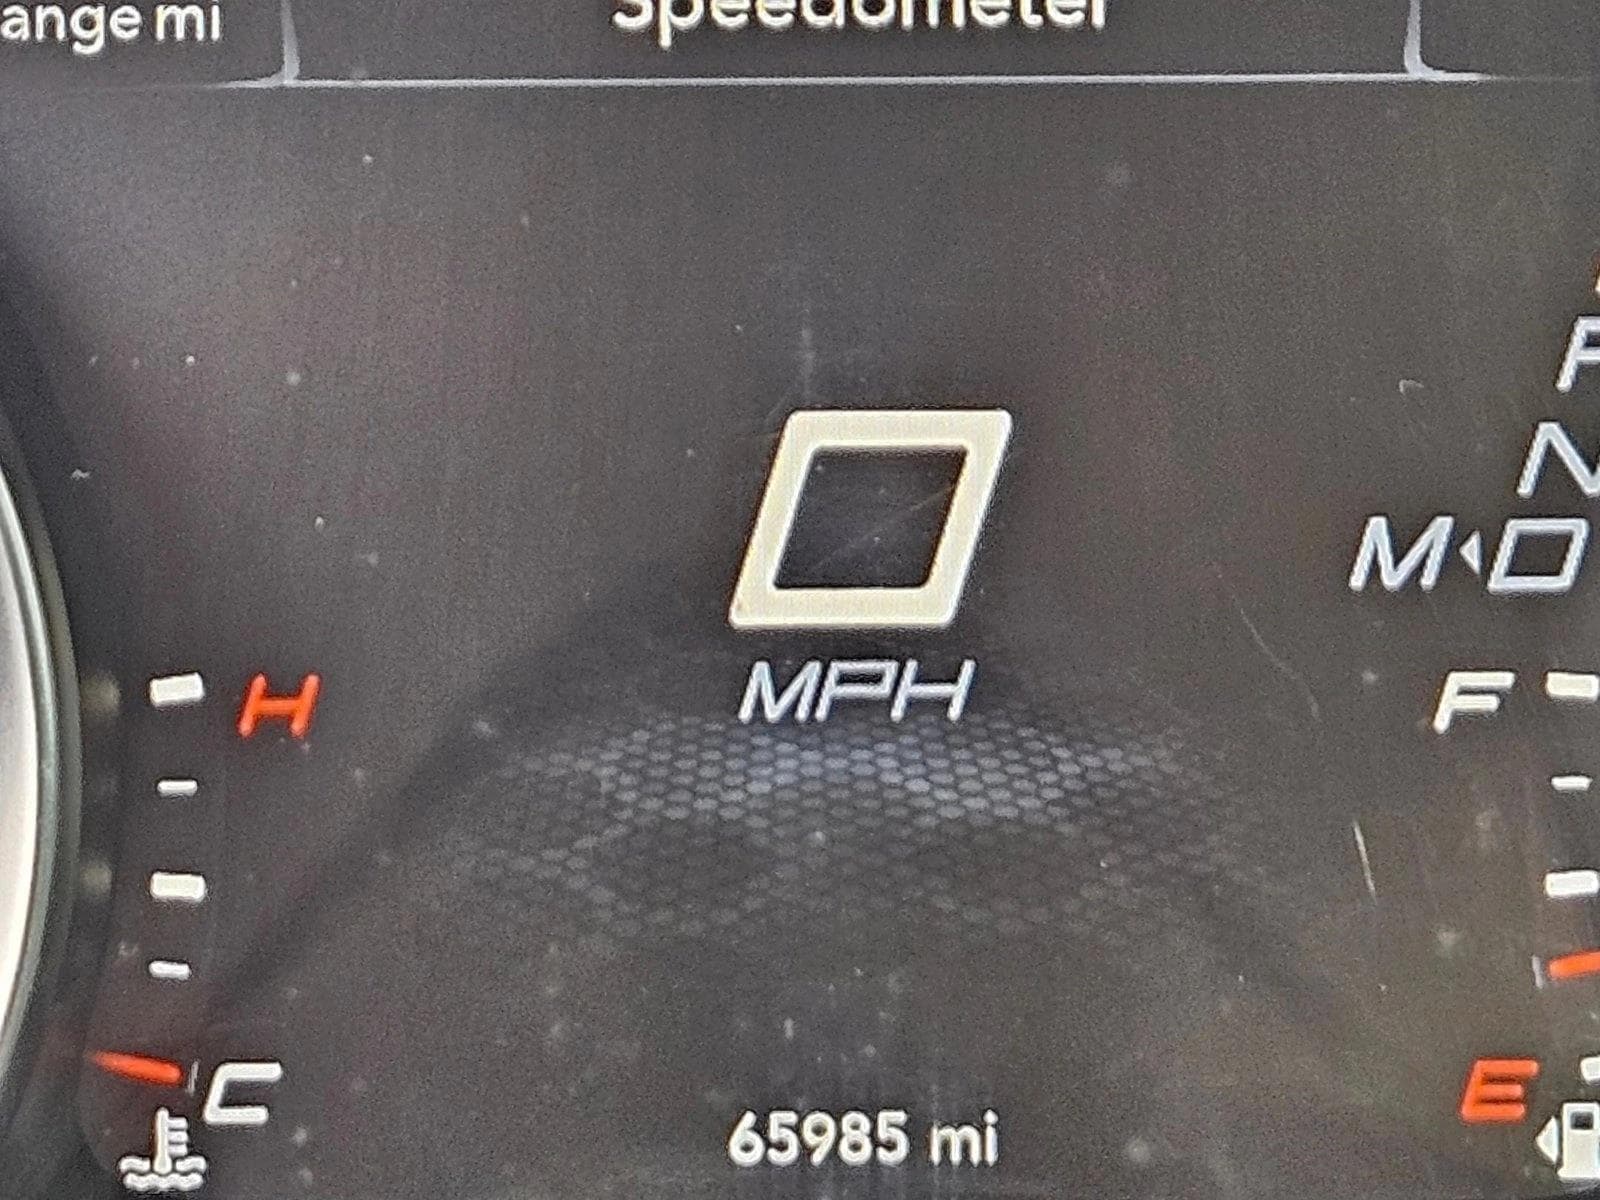 ange mi
Speedometer
0
MPH
P
N
M D
H
F
C
E
65985 mi